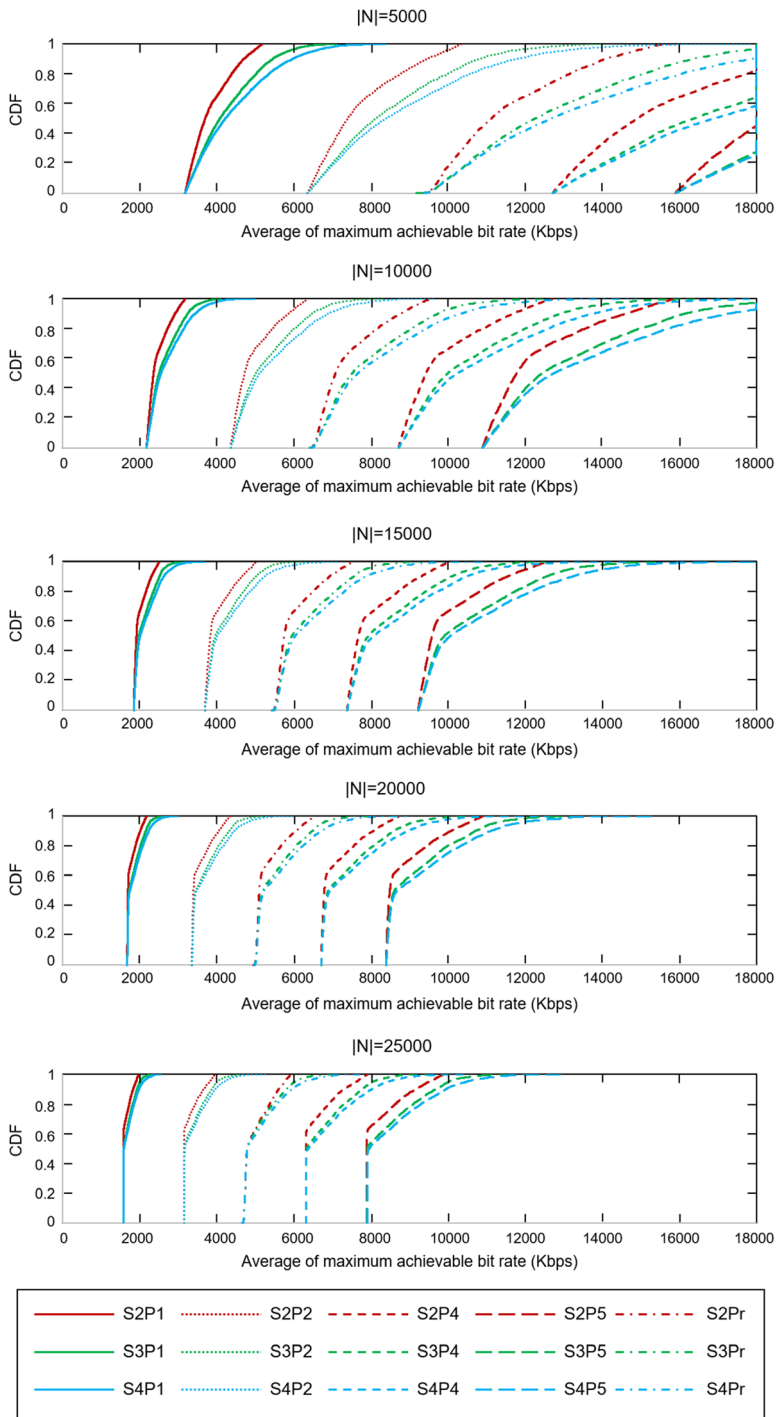 |N|=5000
1
0.8
0.6
0.4
0.2
0
CDF
0 2000 4000 6000 8000 10000 12000 14000 16000 18000
Average of maximum achievable bit rate (Kbps)
|N|=10000
1
0.8
0.6
0.4
0.2
0
CDF
0 2000 4000 6000 8000 10000 12000 14000 16000 18000
Average of maximum achievable bit rate (Kbps)
|N|=15000
1
0.8
0.6
0.4
0.2
0
CDF
0 2000 4000 6000 8000 10000 12000 14000 16000 18000
Average of maximum achievable bit rate (Kbps)
|N|=20000
1
0.8
0.6
0.4
0.2
0
CDF
0 2000 4000 6000 8000 10000 12000 14000 16000 18000
Average of maximum achievable bit rate (Kbps)
|N|=25000
1
0.8
0.6
0.4
0.2
0
CDF
0 2000 4000 6000 8000 10000 12000 14000 16000 18000
Average of maximum achievable bit rate (Kbps)
S2P1 S2P2 S2P4 S2P5 S2Pr
S3P1 S3P2 S3P4 S3P5 S3Pr
S4P1 S4P2 S4P4 S4P5 S4Pr